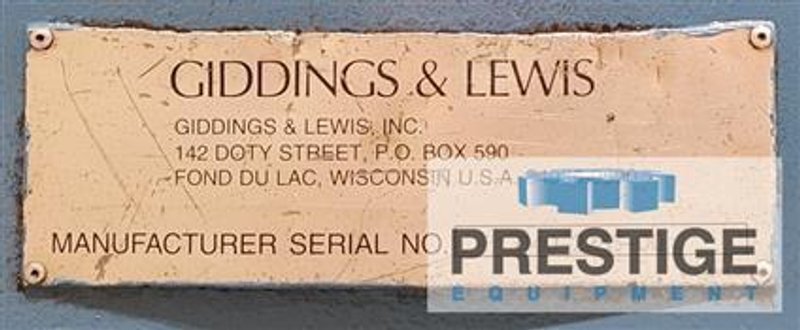 GIDDINGS & LEWIS
GIDDINGS & LEWIS, INC.
142 DOTY STREET, P.O. BOX 590
FOND DU LAC, WISCONSIN U.S.A.
MANUFACTURER SERIAL NO.
PRESTIGE
EQUIPMENT